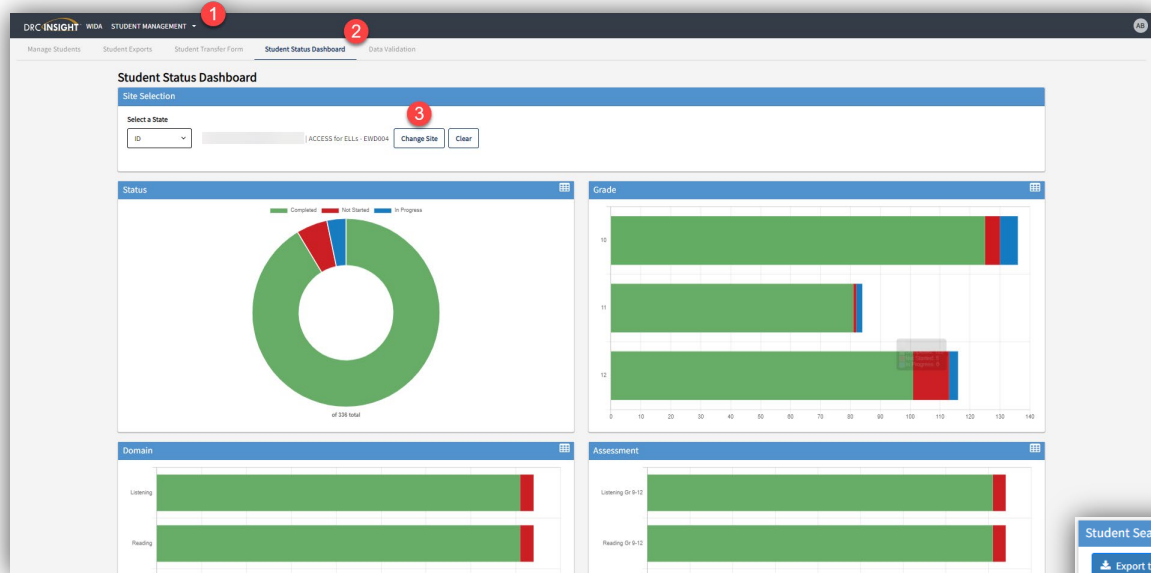 1
DRC INSIGHT WIDA STUDENT MANAGEMENT
AB
2
Manage Students Student Exports Student Transfer Form Student Status Dashboard Data Validation
Student Status Dashboard
Site Selection
Select a State
3
ID | ACCESS for ELLs - EWD004 Change Site Clear
Status
Completed Not Started In Progress
of 336 total
Grade
10
11
12
0 10 20 30 40 50 60 70 80 90 100 110 120 130 140
Domain
Listening
Reading
Assessment
Listening Gr 9-12
Reading Gr 9-12
Student Sea
Export t